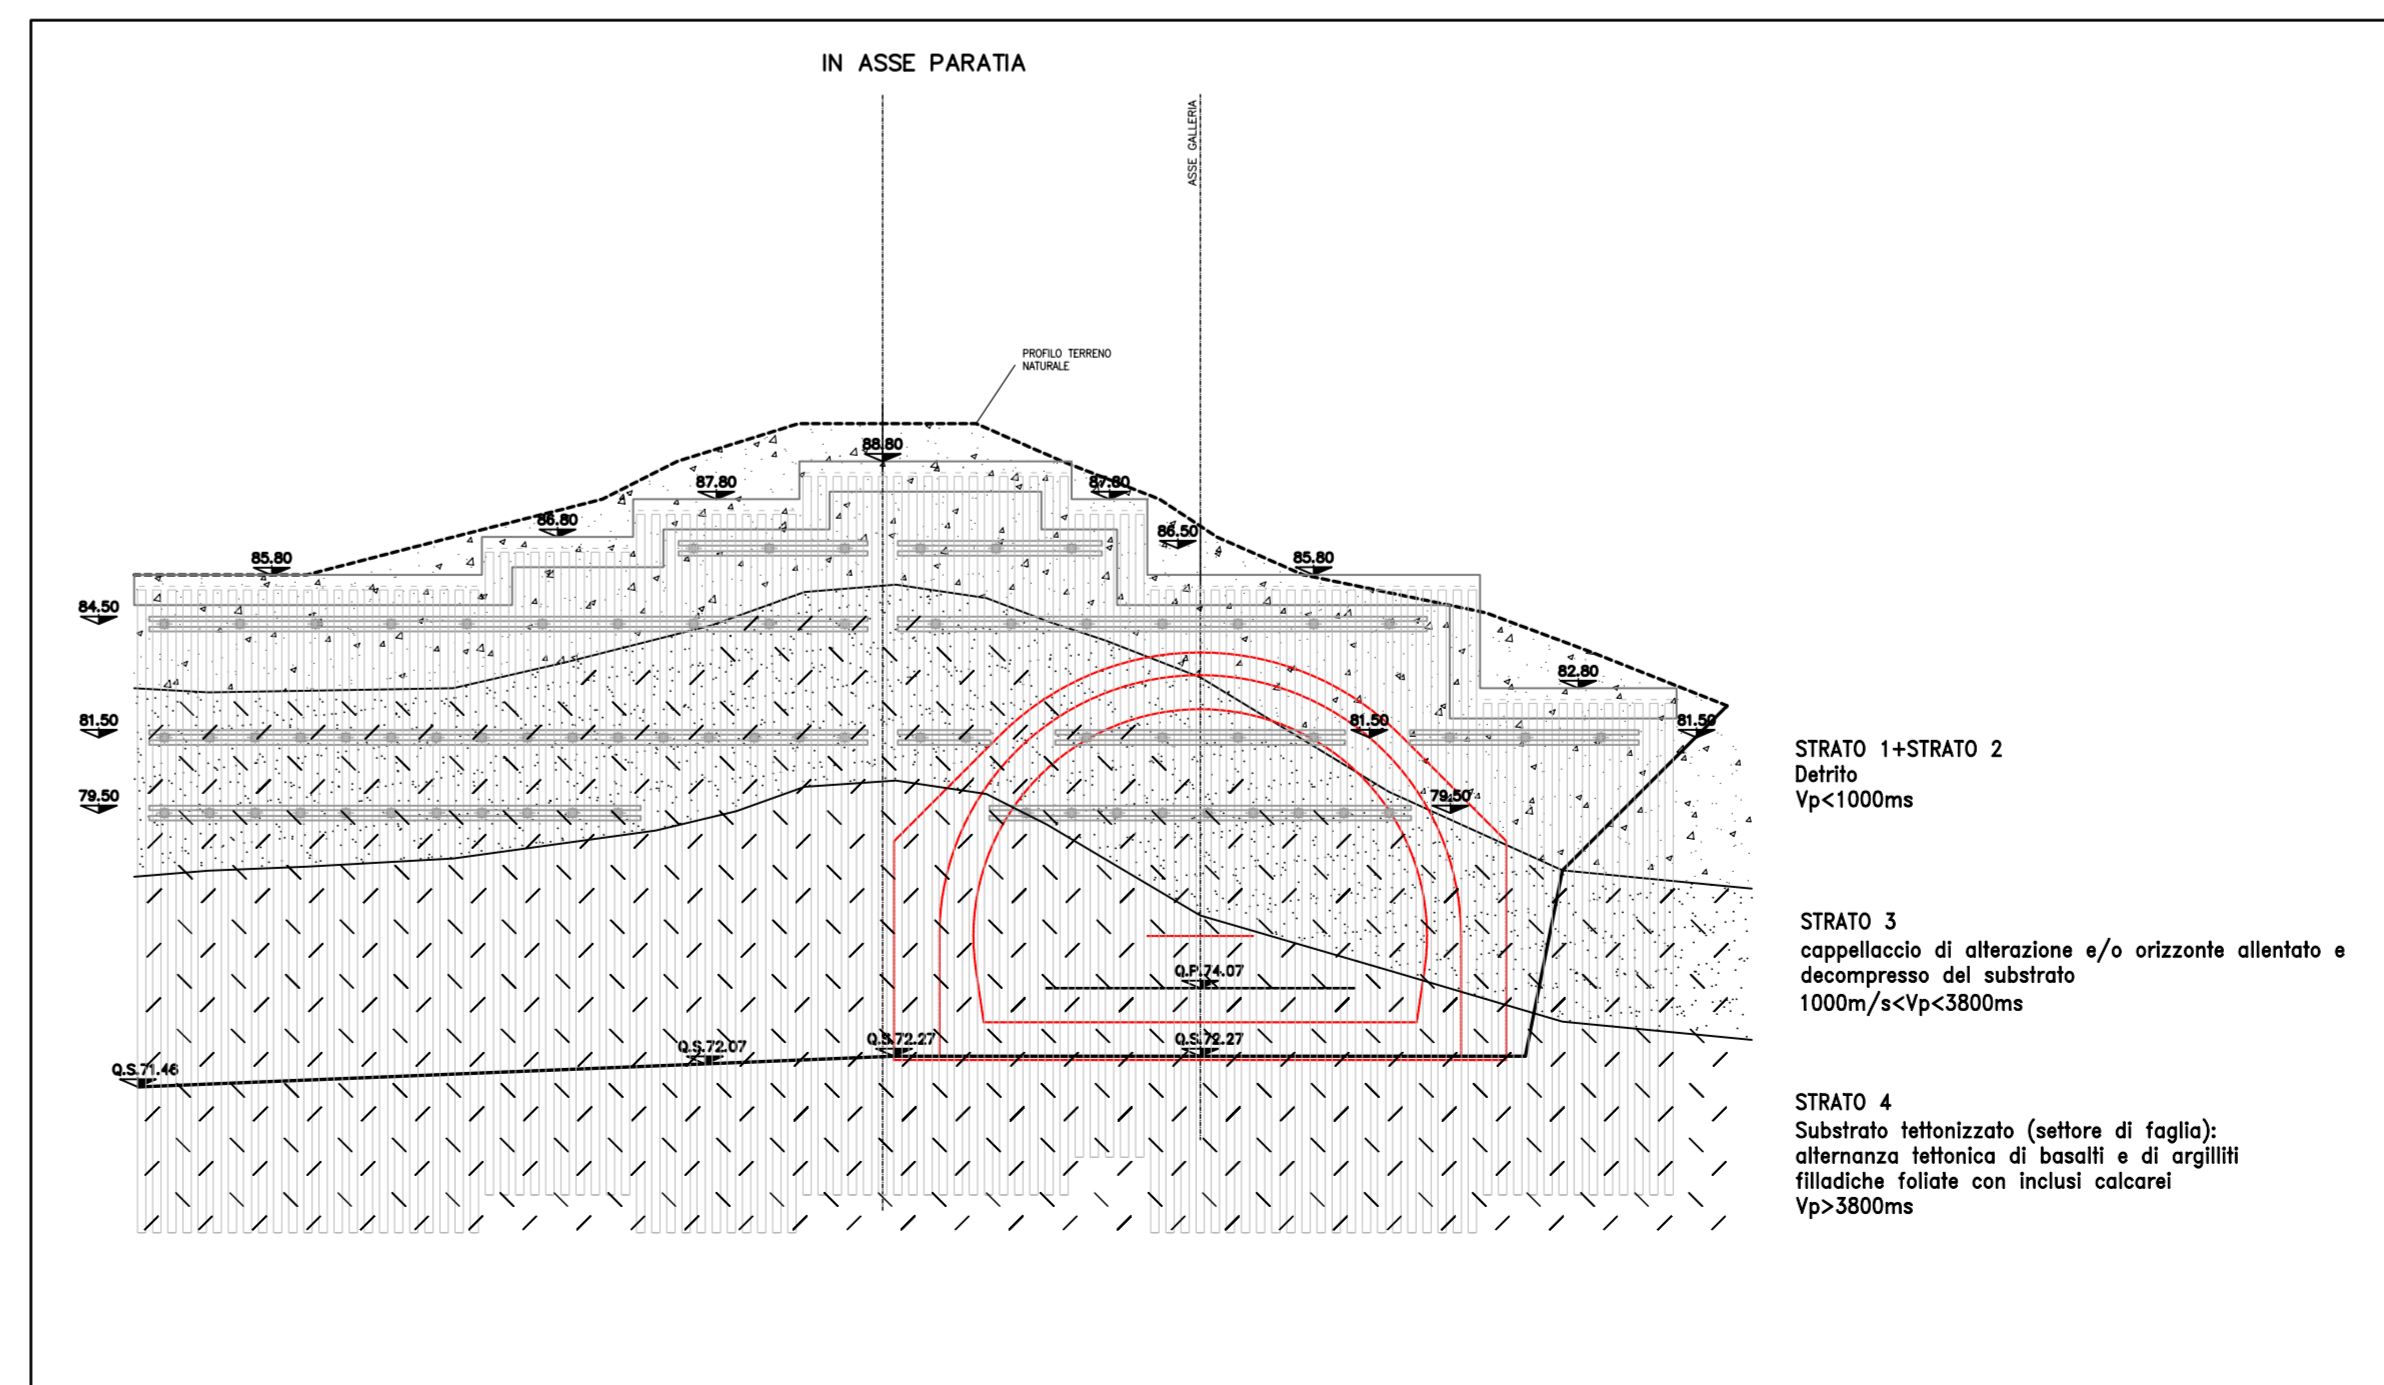 IN ASSE PARATIA
ASSE GALLERIA
PROFILO TERRENO
NATURALE
88.80
87.80
87.80
86.80
86.50
85.80
85.80
84.50
82.80
81.50
81.50
81.50
79.50
79.50
Q.P.74.07
Q.S.72.27
Q.S.72.27
Q.S.72.07
Q.S.71.46
STRATO 1+STRATO 2
Detrito
Vp<1000ms
STRATO 3
cappellaccio di alterazione e/o orizzonte allentato e
decompresso del substrato
1000m/s<Vp<3800ms
STRATO 4
Substrato tettonizzato (settore di faglia):
alternanza tettonica di basalti e di argilliti
filladiche foliate con inclusi calcarei
Vp>3800ms